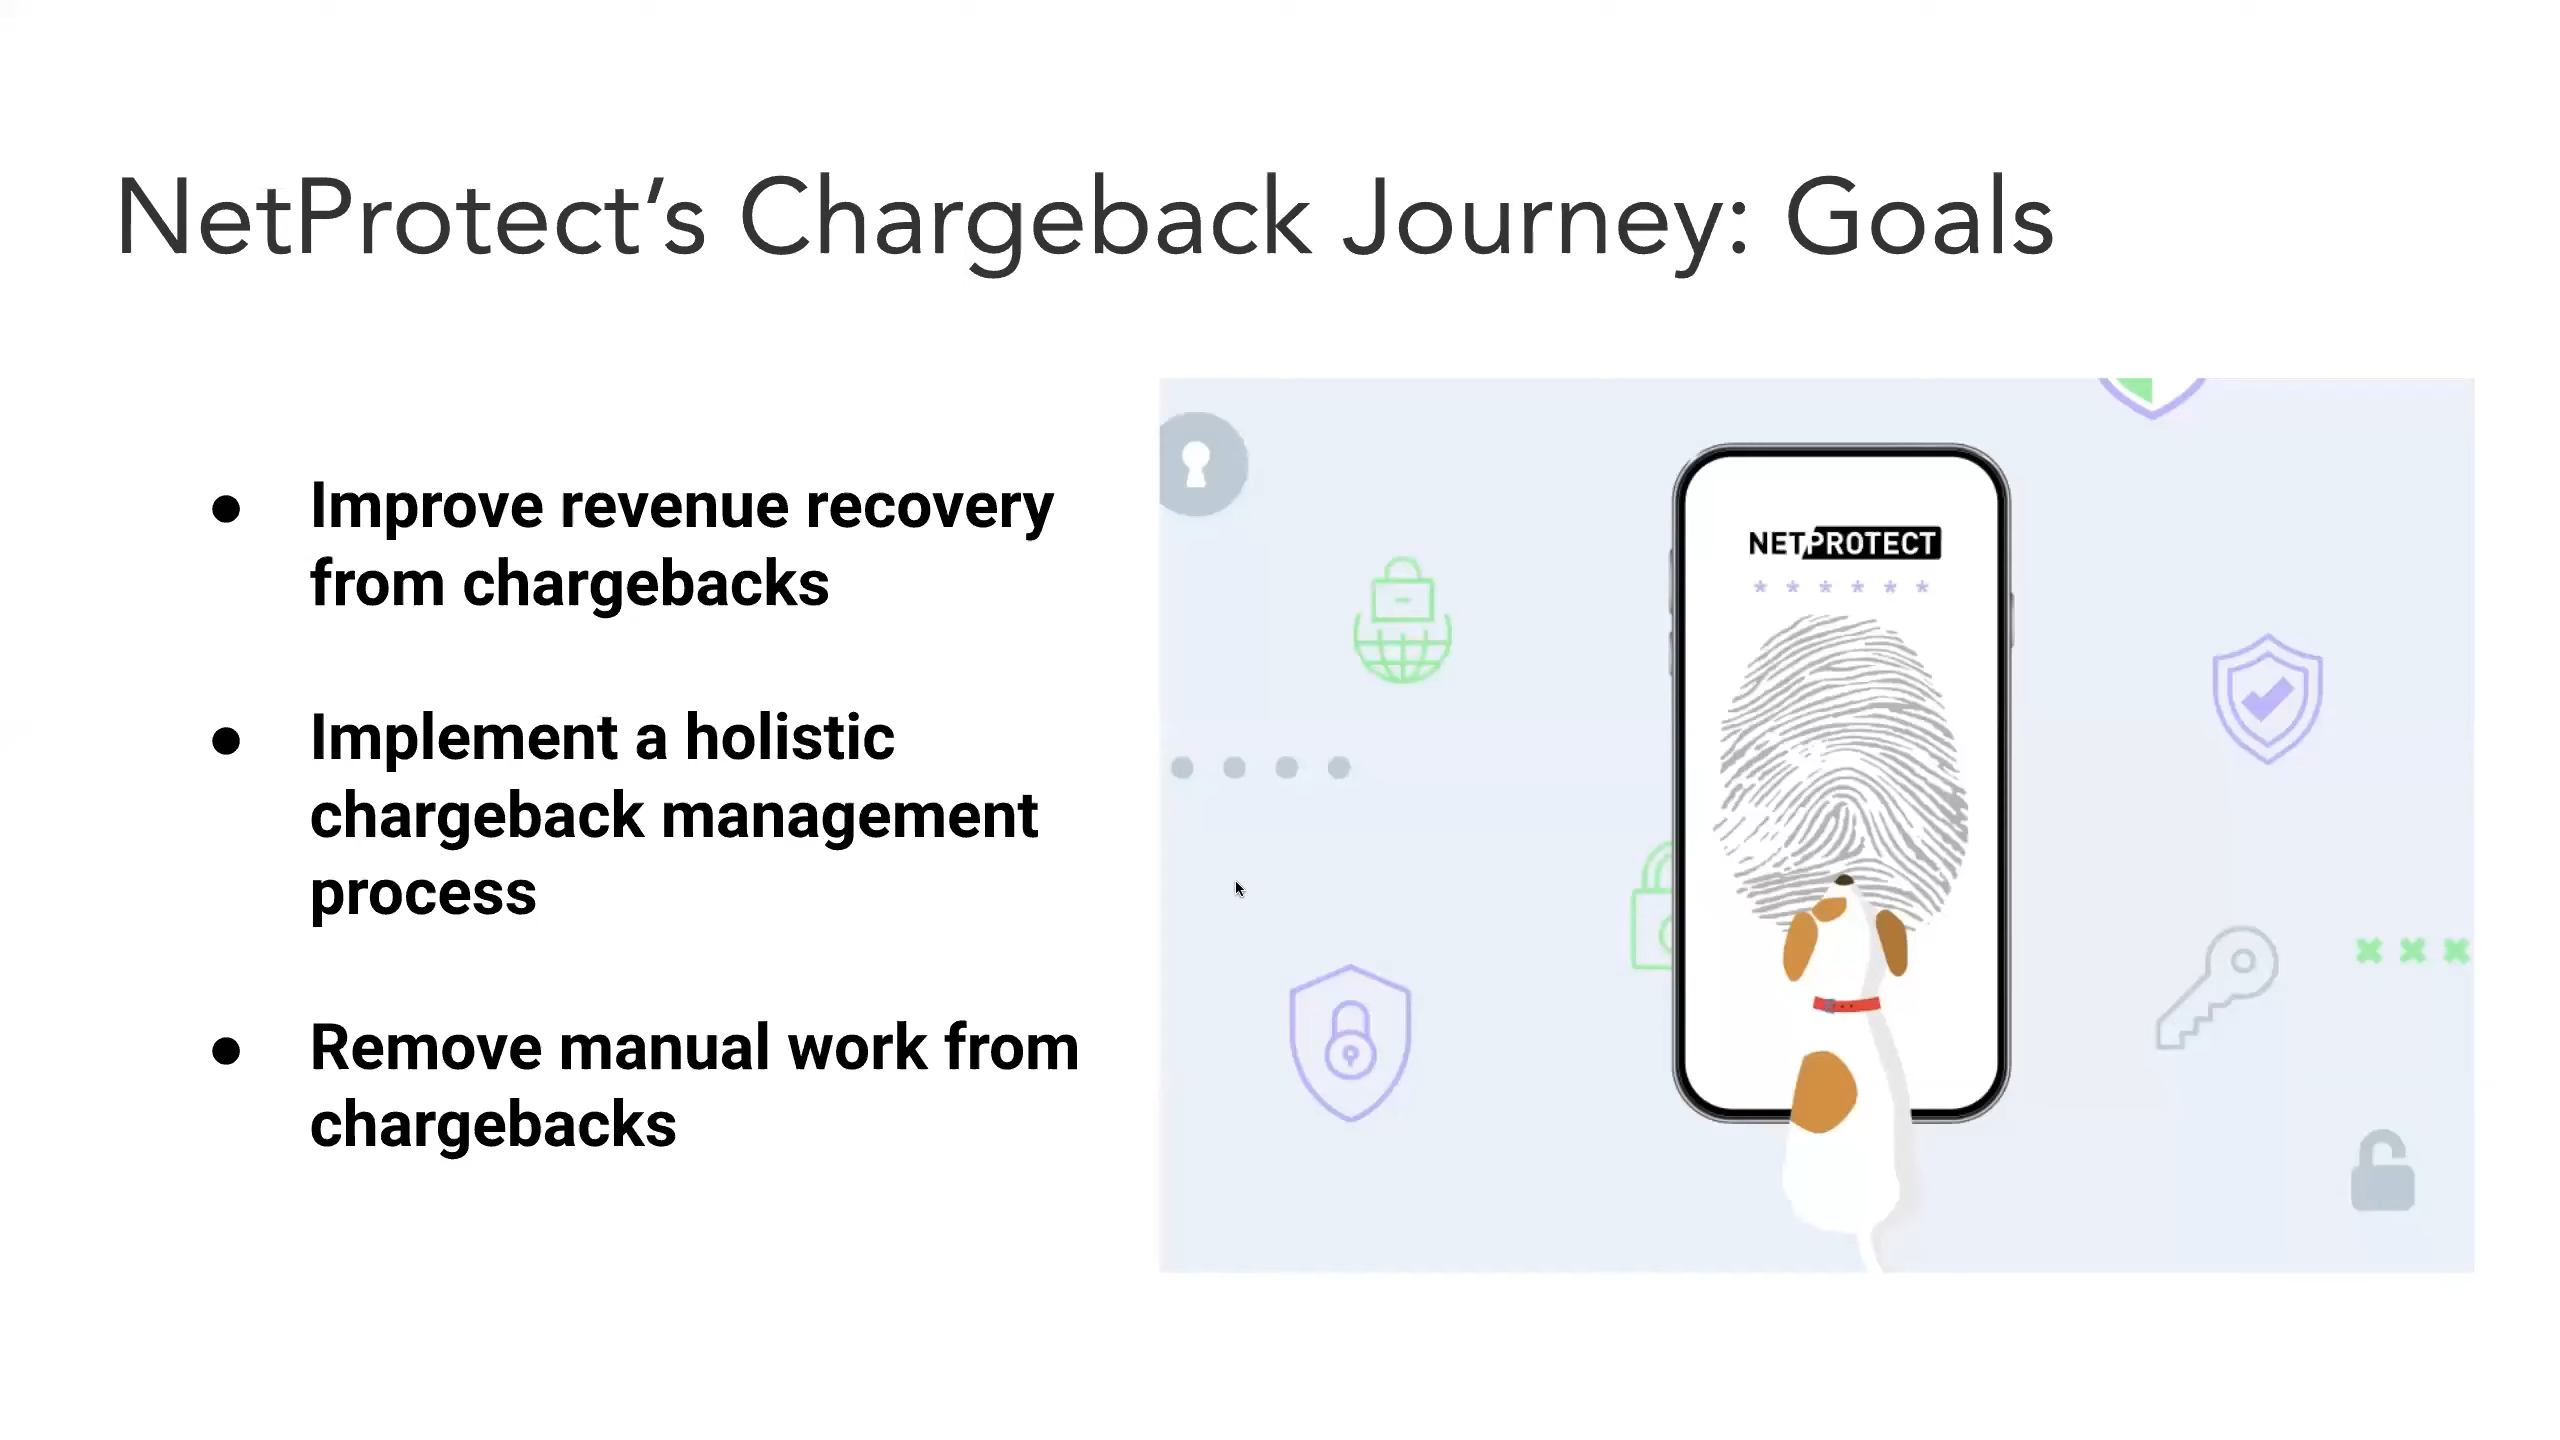 NetProtect’s Chargeback Journey: Goals
● Improve revenue recovery
from chargebacks
● Implement a holistic
chargeback management
process
● Remove manual work from
chargebacks
NETPROTECT
* * * * * *